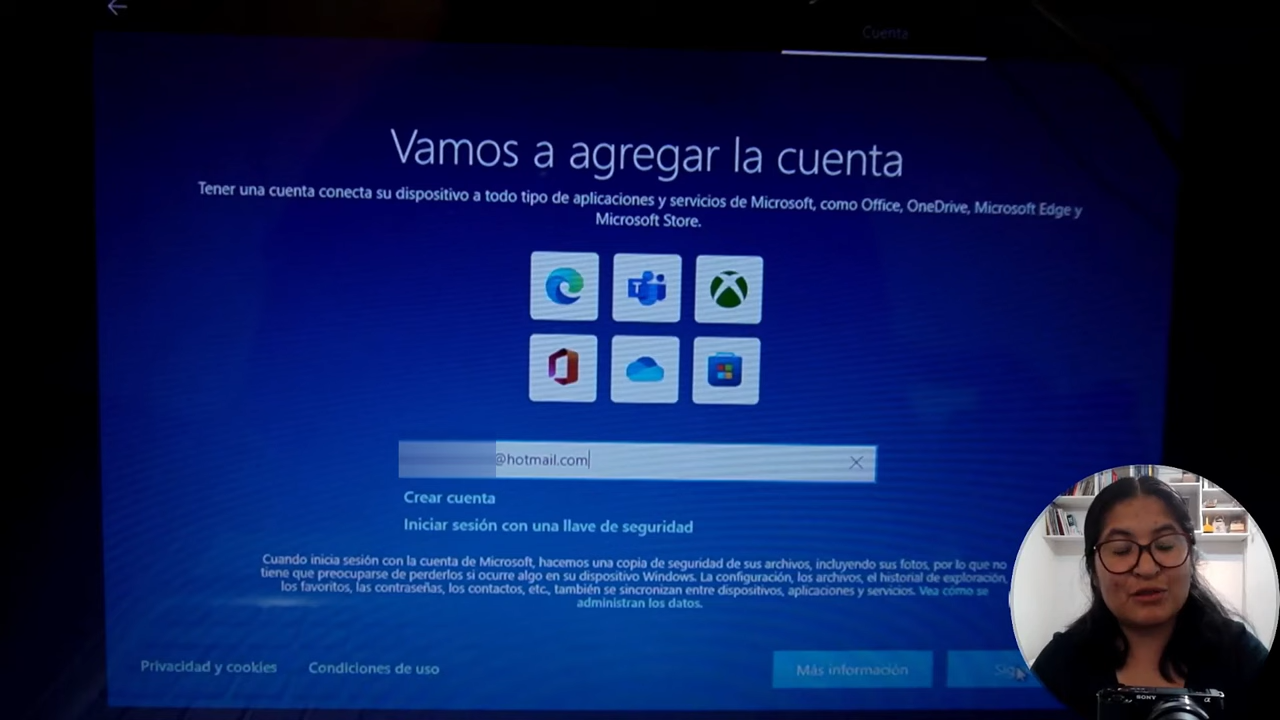 Cuenta
Vamos a agregar la cuenta
Tener una cuenta conecta su dispositivo a todo tipo de aplicaciones y servicios de Microsoft, como Office, OneDrive, Microsoft Edge y
Microsoft Store.
@hotmail.com
Crear cuenta
Iniciar sesión con una llave de seguridad
Cuando inicia sesión con la cuenta de Microsoft, hacemos una copia de seguridad de sus archivos, incluyendo sus fotos, por lo que no
tiene que preocuparse de perderlos si ocurre algo en su dispositivo Windows. La configuración, los archivos, el historial de exploración,
los favoritos, las contraseñas, los contactos, etc., también se sincronizan entre dispositivos, aplicaciones y servicios. Vea cómo se
administran los datos.
Privacidad y cookies
Condiciones de uso
Más información
SONY